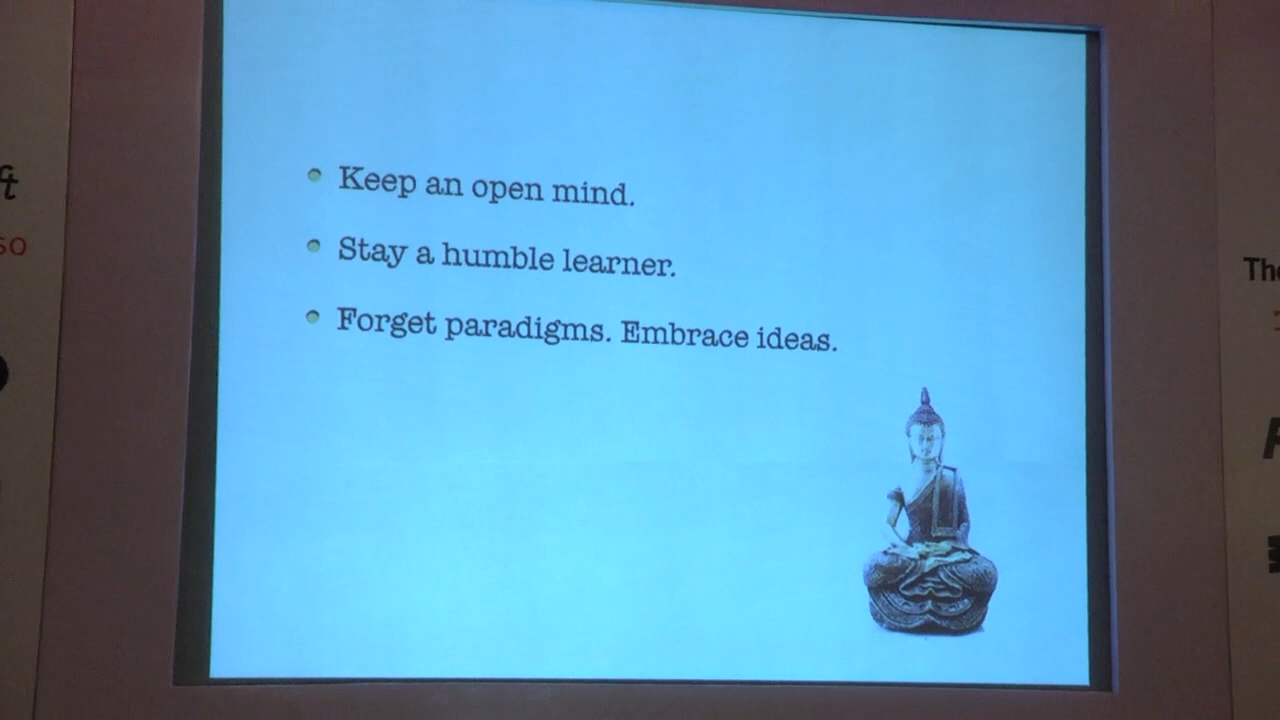 Keep an open mind.
Stay a humble learner.
Forget paradigms. Embrace ideas.